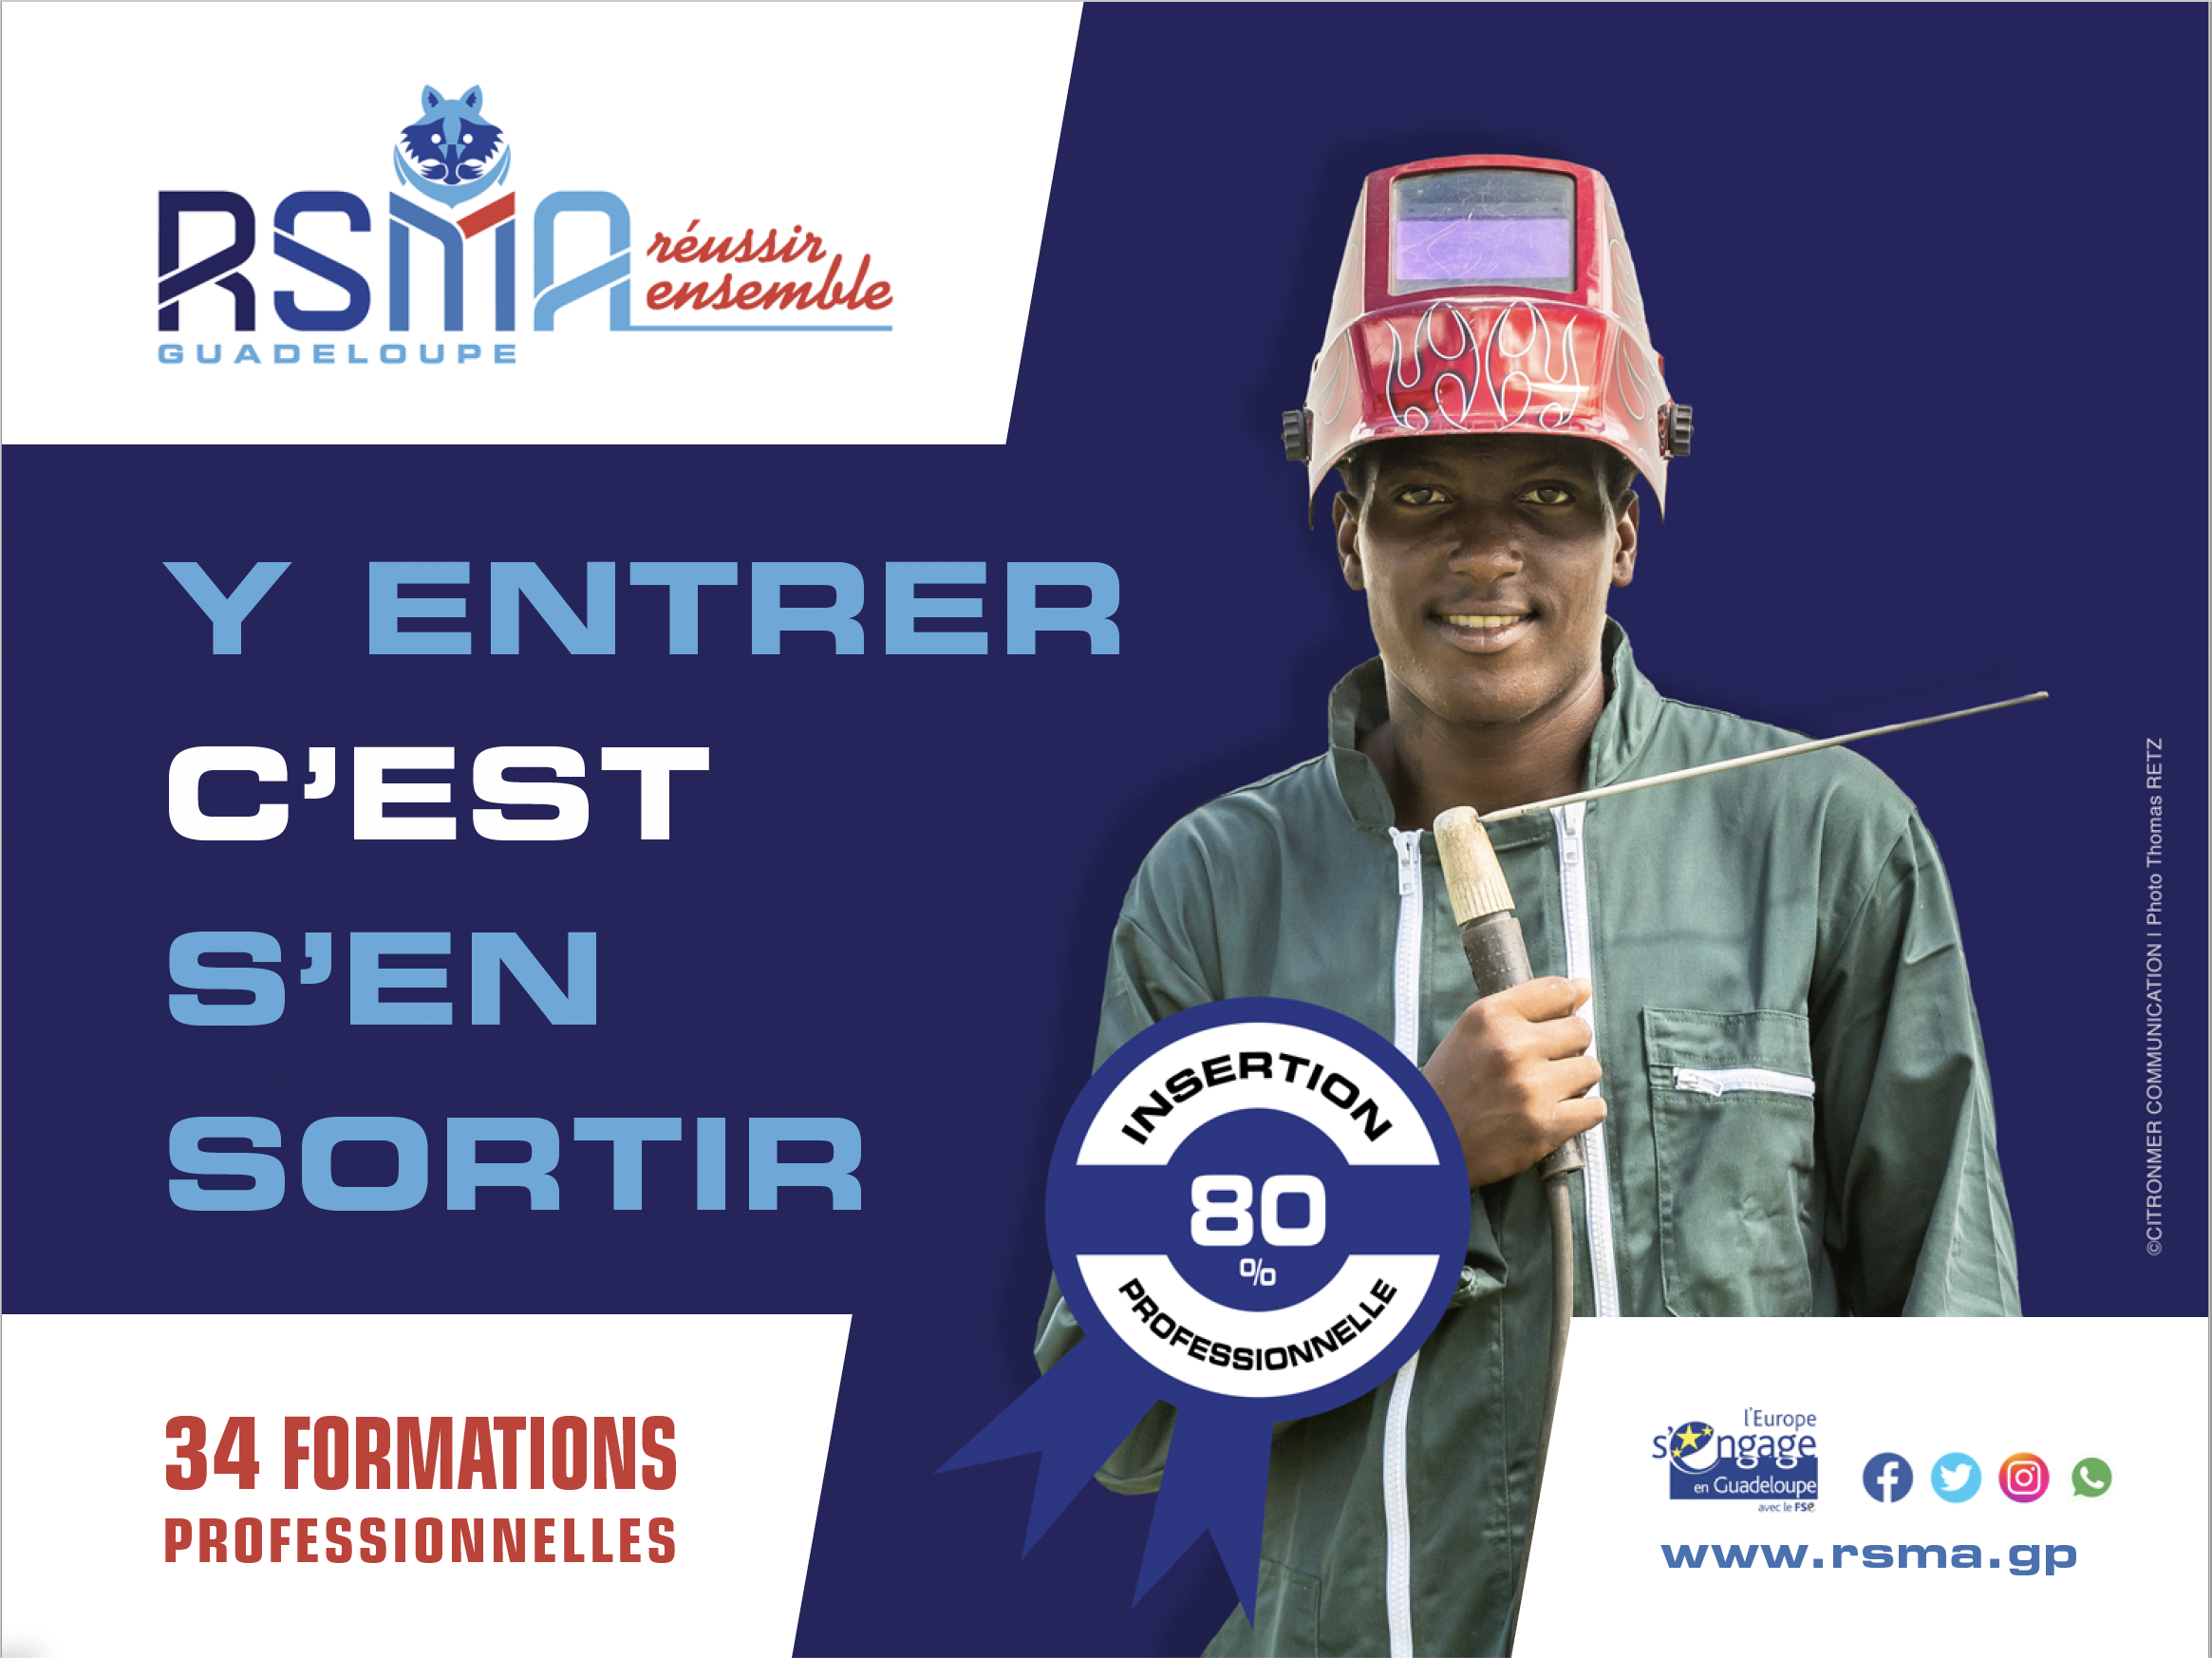 RSMA
réussir
ensemble
GUADELOUPE
Y ENTRER
C’EST
S’EN
SORTIR
INSERTION
80
%
PROFESSIONNELLE
©CITRONMER COMMUNICATION I Photo Thomas RETZ
34 FORMATIONS
PROFESSIONNELLES
l'Europe
s'engage
en Guadeloupe
avec le FSe
www.rsma.gp